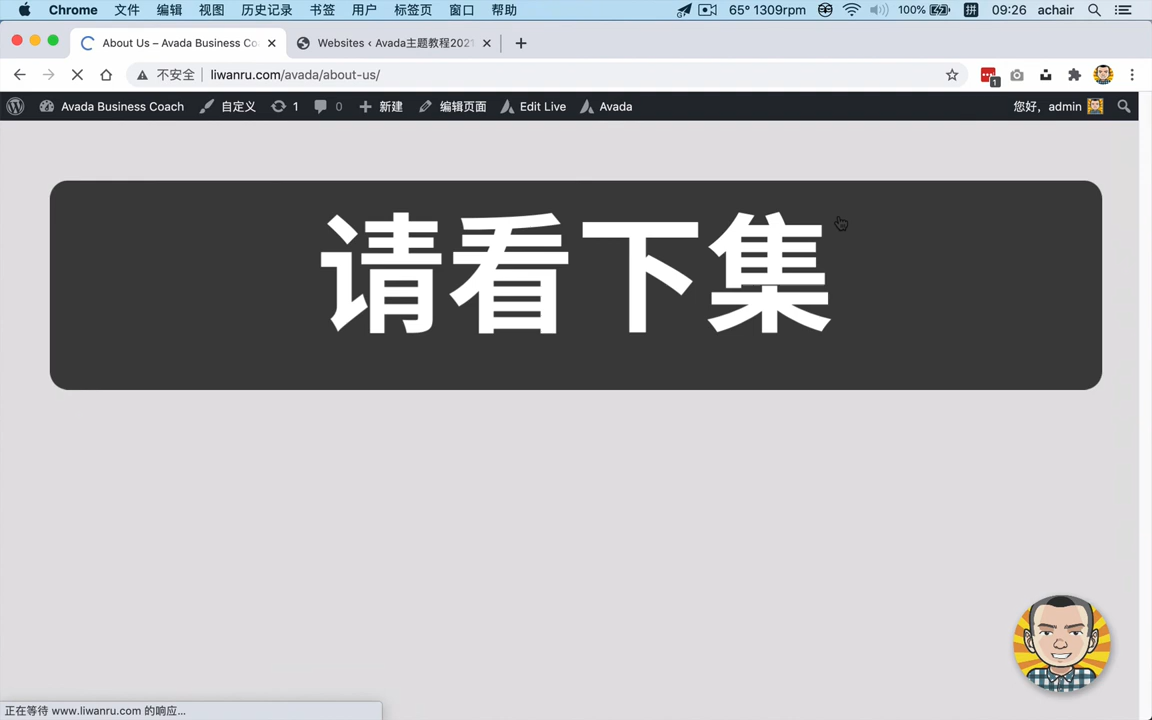 Chrome 文件 编辑 视图 历史记录 书签 用户 标签页 窗口 帮助 65° 1309rpm 100% 拼 09:26 achair
About Us – Avada Business Co Websites ‹ Avada主题教程2021
不安全 liwanru.com/avada/about-us/ 1
Avada Business Coach 自定义 1 0 新建 编辑页面 Edit Live Avada 您好，admin
请看下集
正在等待 www.liwanru.com 的响应...